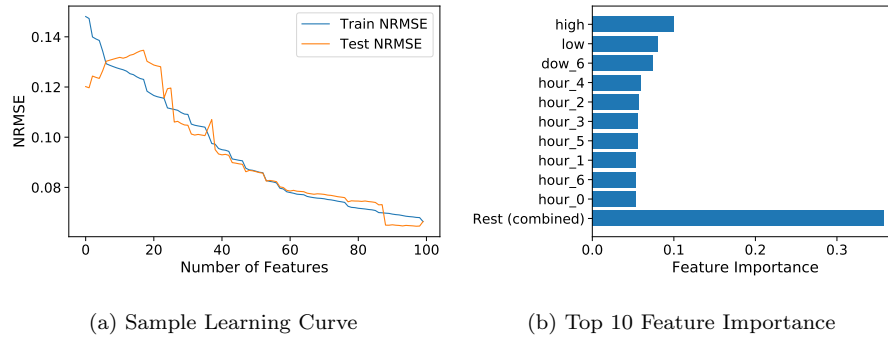 0.14
0.12
0.10
0.08
NRMSE
0
20
40
60
80
100
Number of Features
Train NRMSE
Test NRMSE
(a) Sample Learning Curve
high
low
dow_6
hour_4
hour_2
hour_3
hour_5
hour_1
hour_6
hour_0
Rest (combined)
0.0
0.1
0.2
0.3
Feature Importance
(b) Top 10 Feature Importance